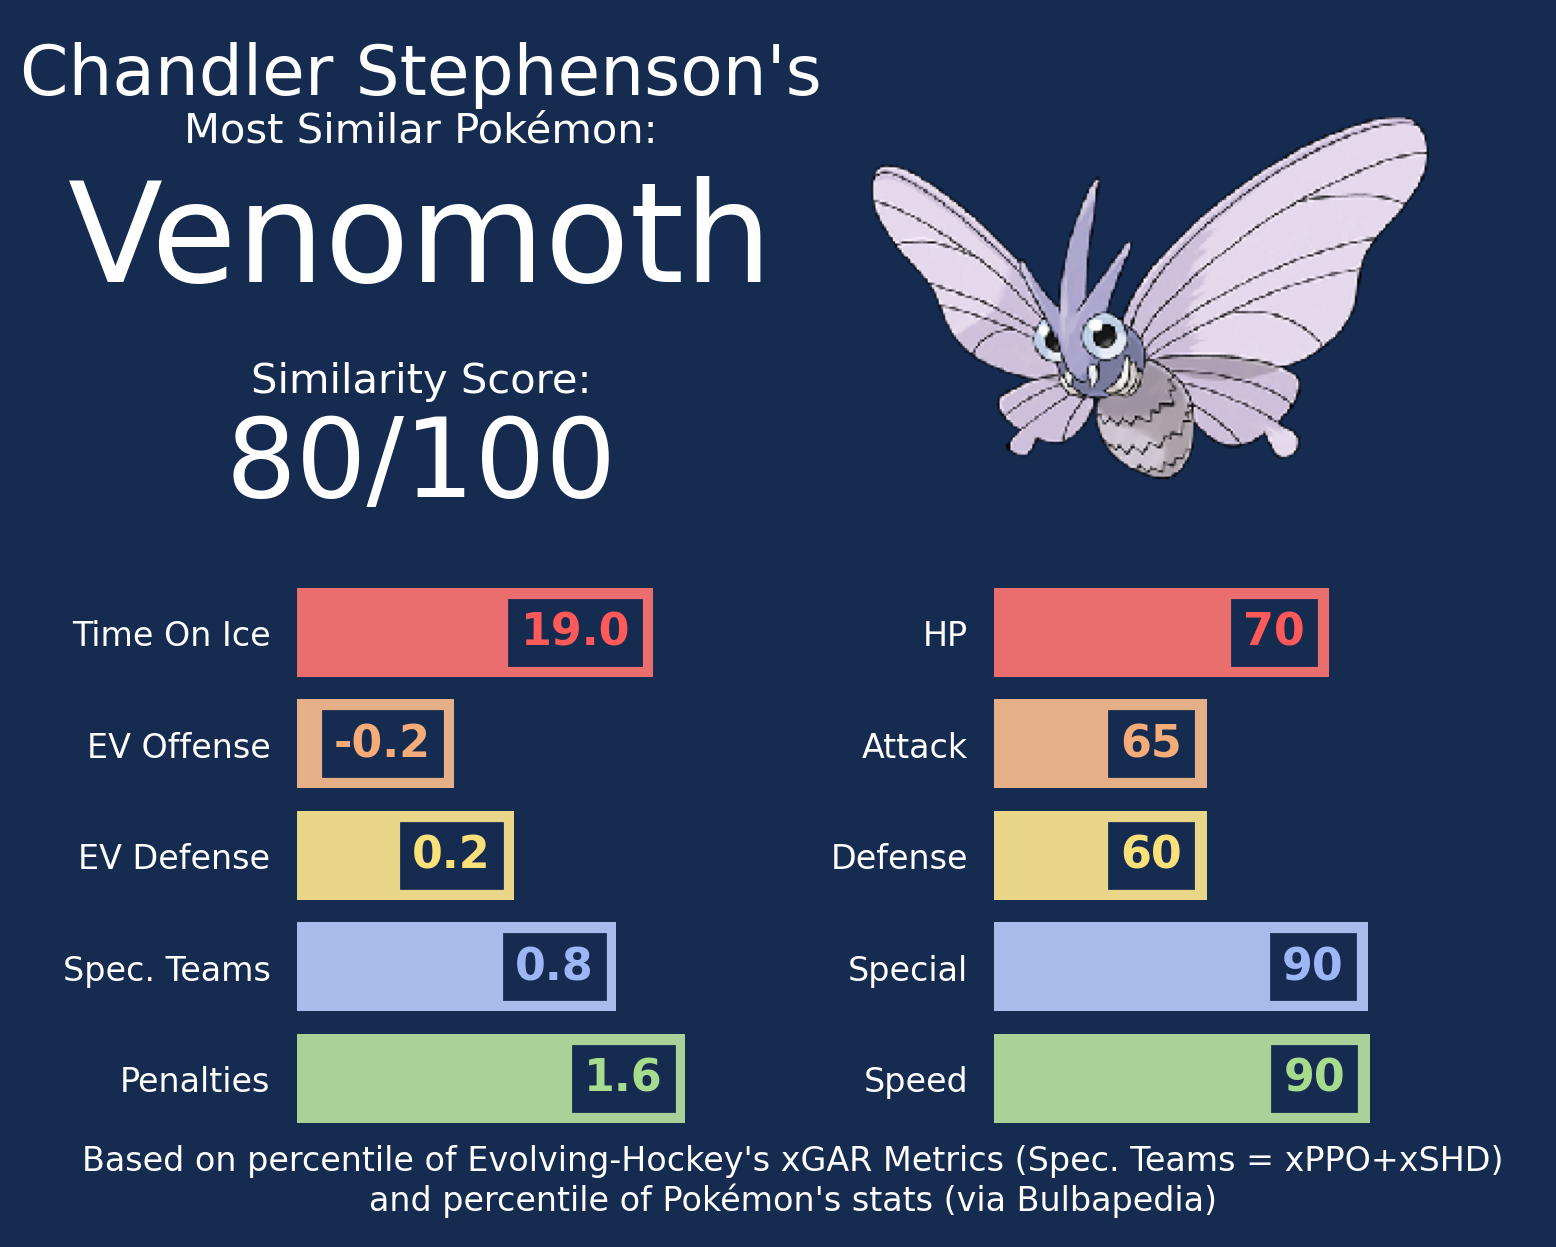 Chandler Stephenson's
Most Similar Pokémon:
Venomoth
Similarity Score:
80/100
Time On Ice 19.0
EV Offense -0.2
EV Defense 0.2
Spec. Teams 0.8
Penalties 1.6
HP 70
Attack 65
Defense 60
Special 90
Speed 90
Based on percentile of Evolving-Hockey's xGAR Metrics (Spec. Teams = xPPO+xSHD)
and percentile of Pokémon's stats (via Bulbapedia)